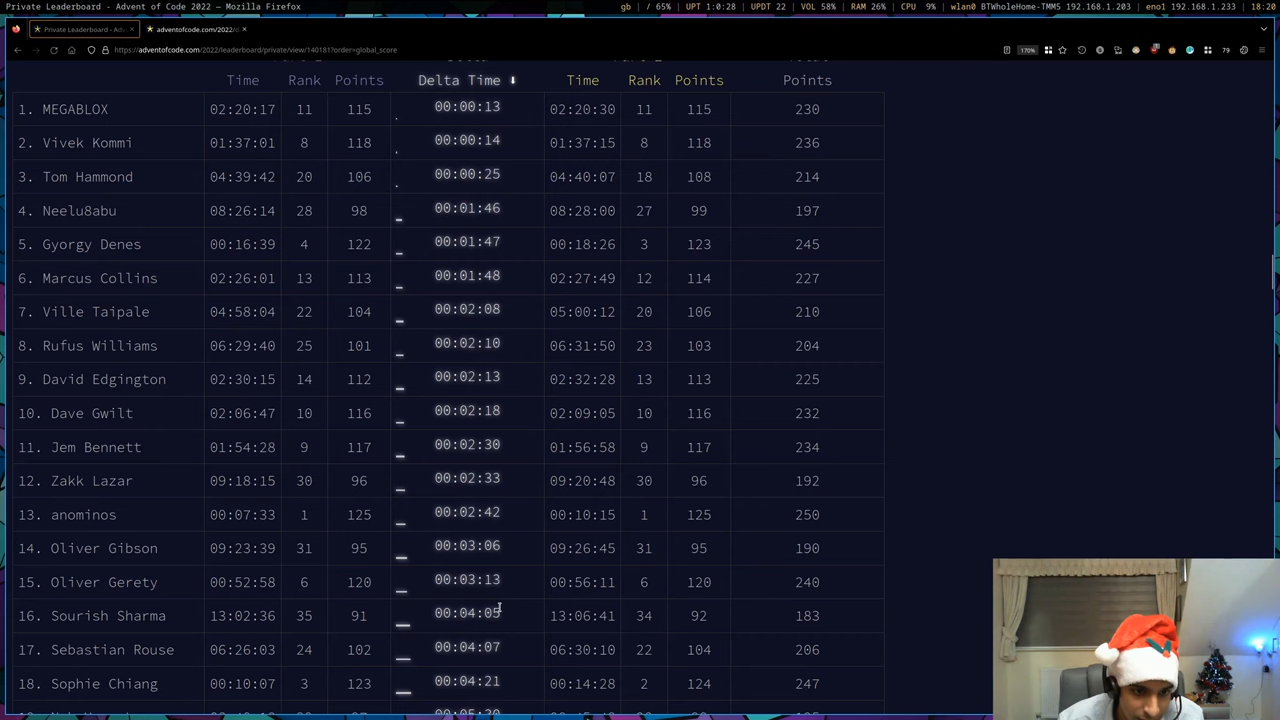 Private Leaderboard - Advent of Code 2022 — Mozilla Firefox
gb / 65% UPT 1:0:28 UPDT 22 VOL 58% RAM 26% CPU 9% wlan0 BTWholeHome-TMM5 192.168.1.203 eno1 192.168.1.233 18:20
Private Leaderboard - Adv × adventofcode.com/2022/d ×
https://adventofcode.com/2022/leaderboard/private/view/140181?order=global_score 170% 79
Time Rank Points Delta Time ⬇ Time Rank Points Points
1. MEGABLOX 02:20:17 11 115 00:00:13 02:20:30 11 115 230
2. Vivek Kommi 01:37:01 8 118 00:00:14 01:37:15 8 118 236
3. Tom Hammond 04:39:42 20 106 00:00:25 04:40:07 18 108 214
4. Neelu8abu 08:26:14 28 98 00:01:46 08:28:00 27 99 197
5. Gyorgy Denes 00:16:39 4 122 00:01:47 00:18:26 3 123 245
6. Marcus Collins 02:26:01 13 113 00:01:48 02:27:49 12 114 227
7. Ville Taipale 04:58:04 22 104 00:02:08 05:00:12 20 106 210
8. Rufus Williams 06:29:40 25 101 00:02:10 06:31:50 23 103 204
9. David Edgington 02:30:15 14 112 00:02:13 02:32:28 13 113 225
10. Dave Gwilt 02:06:47 10 116 00:02:18 02:09:05 10 116 232
11. Jem Bennett 01:54:28 9 117 00:02:30 01:56:58 9 117 234
12. Zakk Lazar 09:18:15 30 96 00:02:33 09:20:48 30 96 192
13. anominos 00:07:33 1 125 00:02:42 00:10:15 1 125 250
14. Oliver Gibson 09:23:39 31 95 00:03:06 09:26:45 31 95 190
15. Oliver Gerety 00:52:58 6 120 00:03:13 00:56:11 6 120 240
16. Sourish Sharma 13:02:36 35 91 00:04:05 13:06:41 34 92 183
17. Sebastian Rouse 06:26:03 24 102 00:04:07 06:30:10 22 104 206
18. Sophie Chiang 00:10:07 3 123 00:04:21 00:14:28 2 124 247